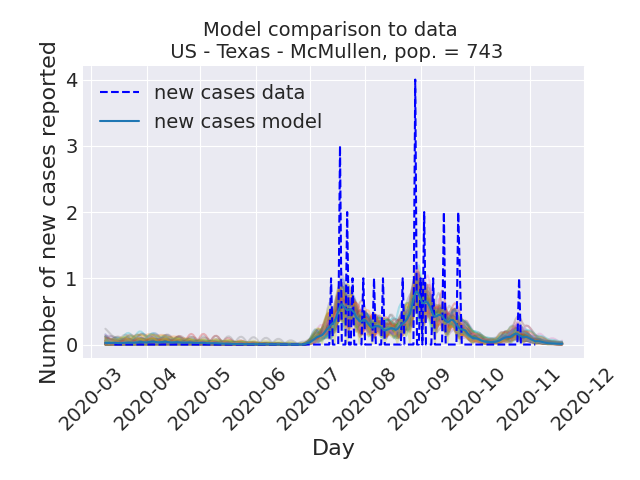 Model comparison to data
US - Texas - McMullen, pop. = 743
new cases data
new cases model
Number of new cases reported
4
3
2
1
0
2020-03
2020-04
2020-05
2020-06
2020-07
2020-08
2020-09
2020-10
2020-11
2020-12
Day